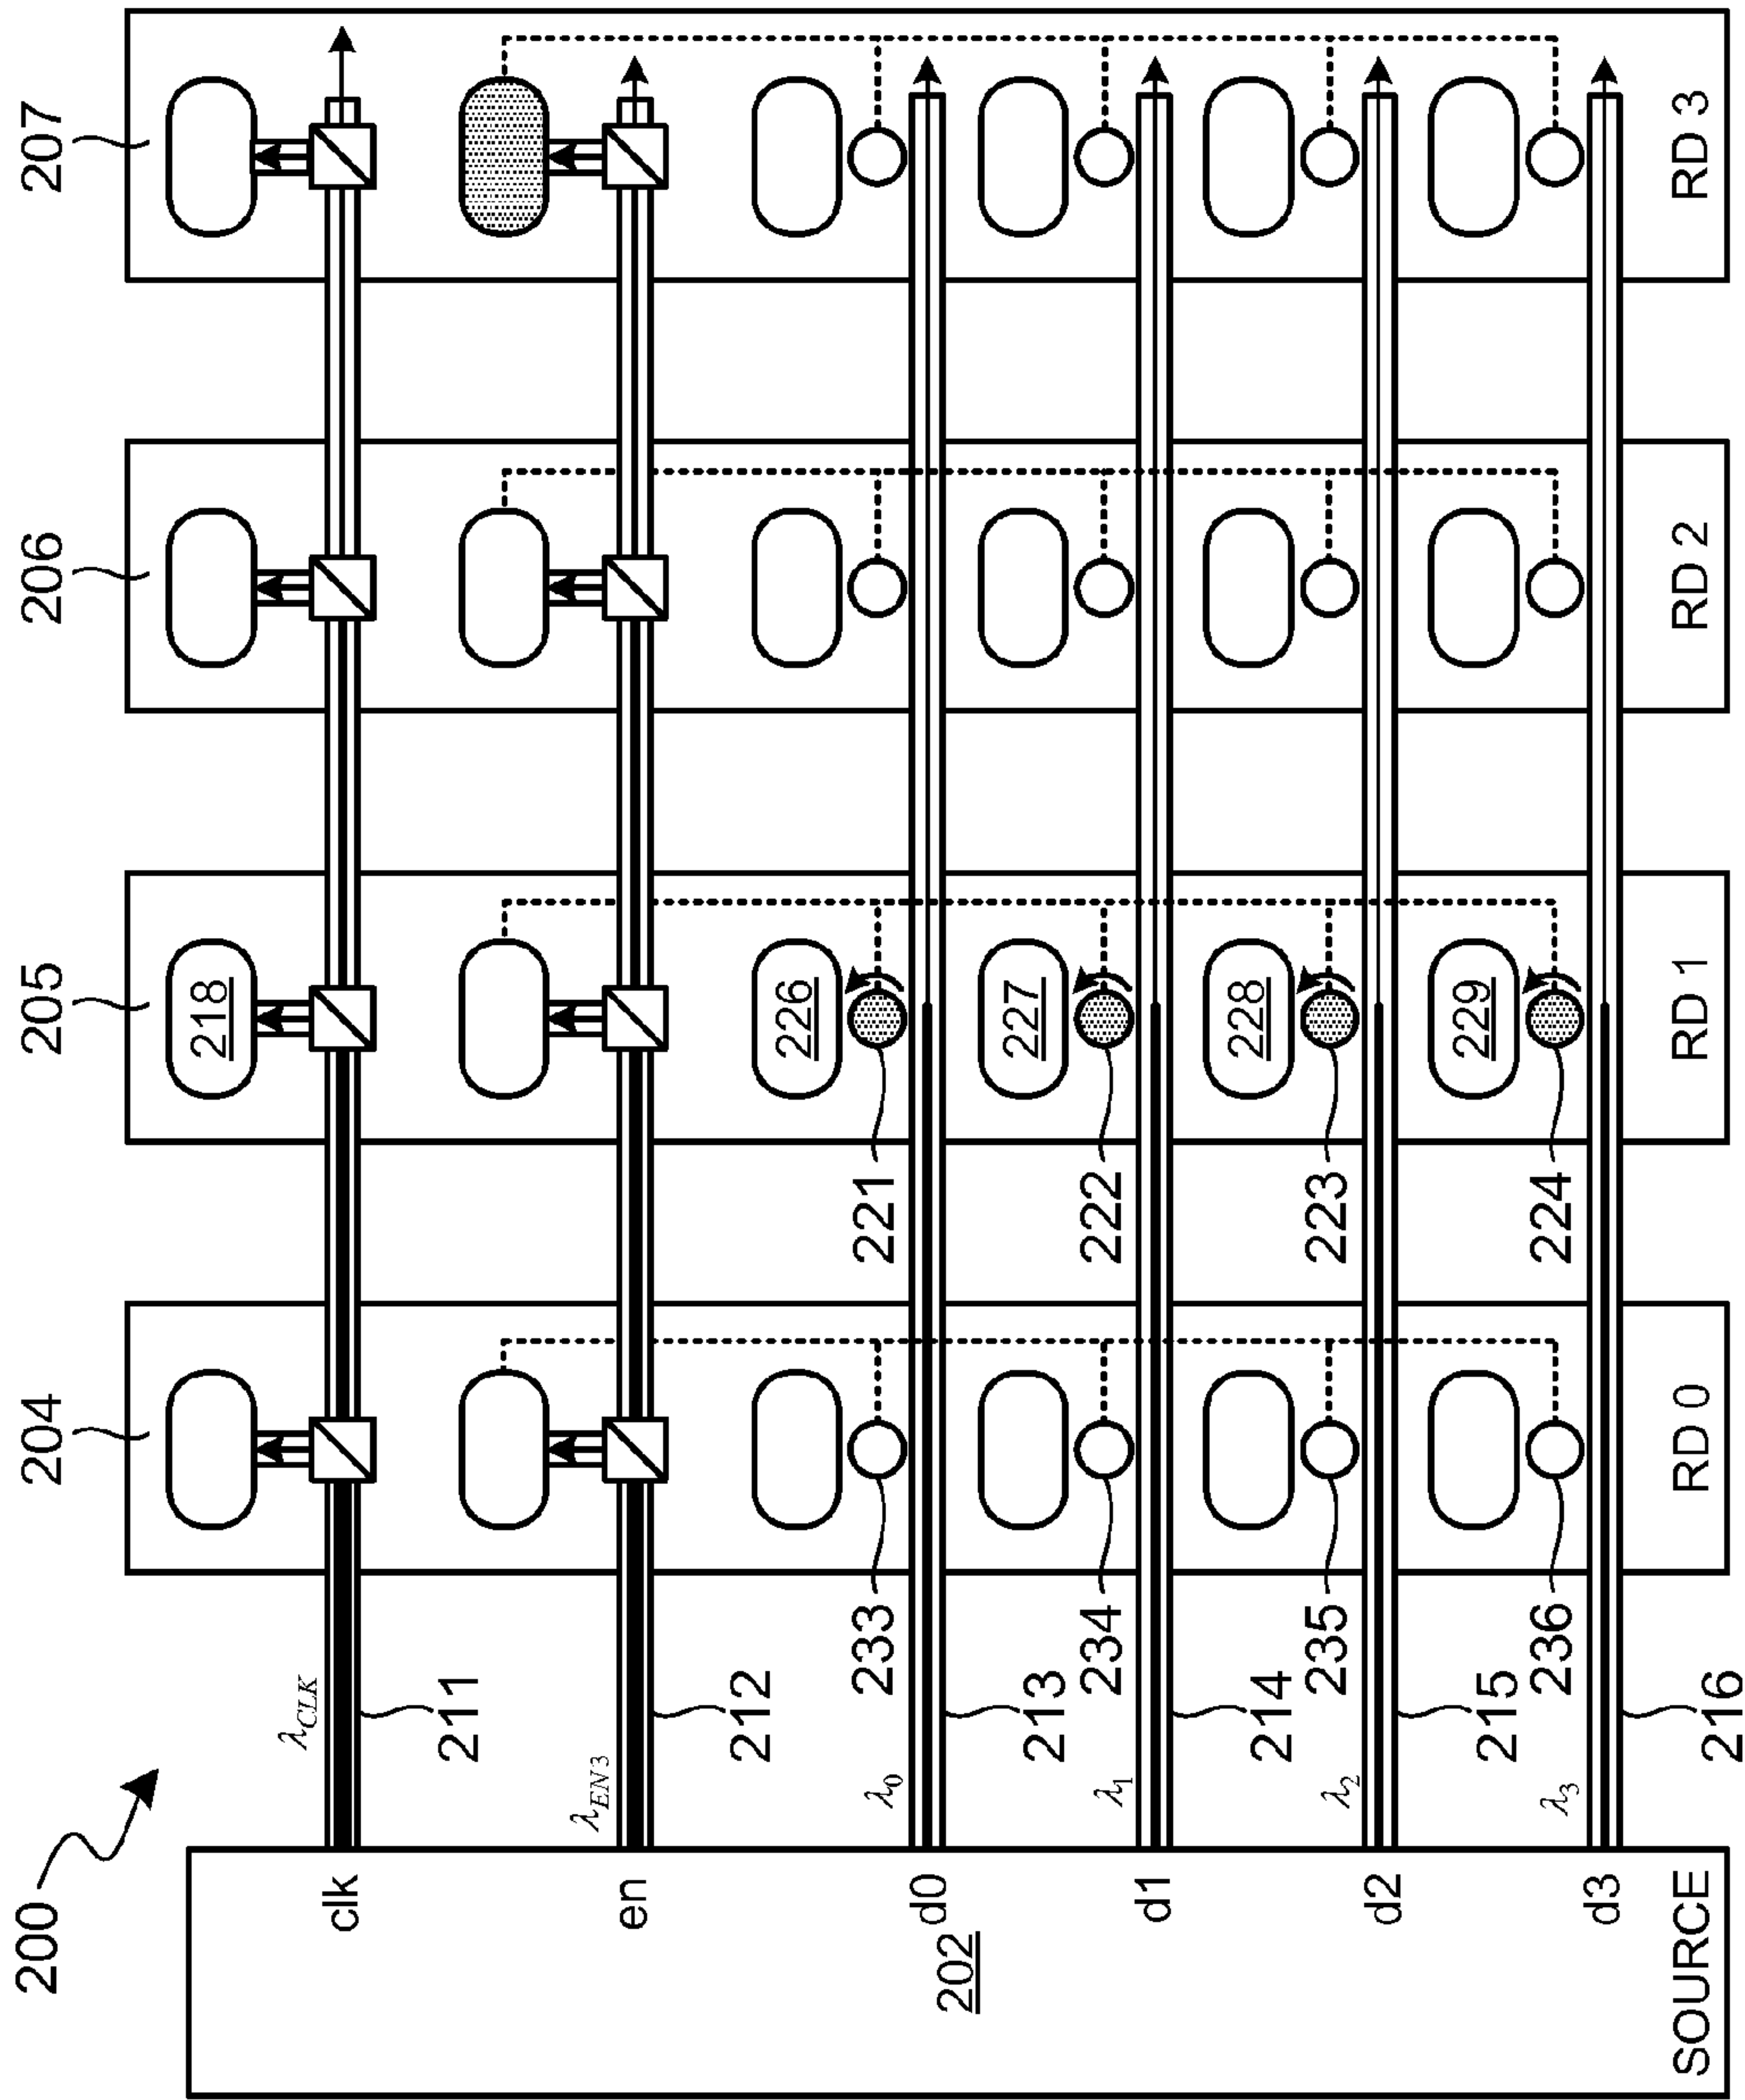 200
207
206
205
204
218
226
227
228
229
221
222
223
224
233
234
235
236
λCLK
211
λEN3
212
λ0
213
λ1
214
λ2
215
λ3
216
clk
en
d0
d1
d2
d3
202
SOURCE
RD 0
RD 1
RD 2
RD 3